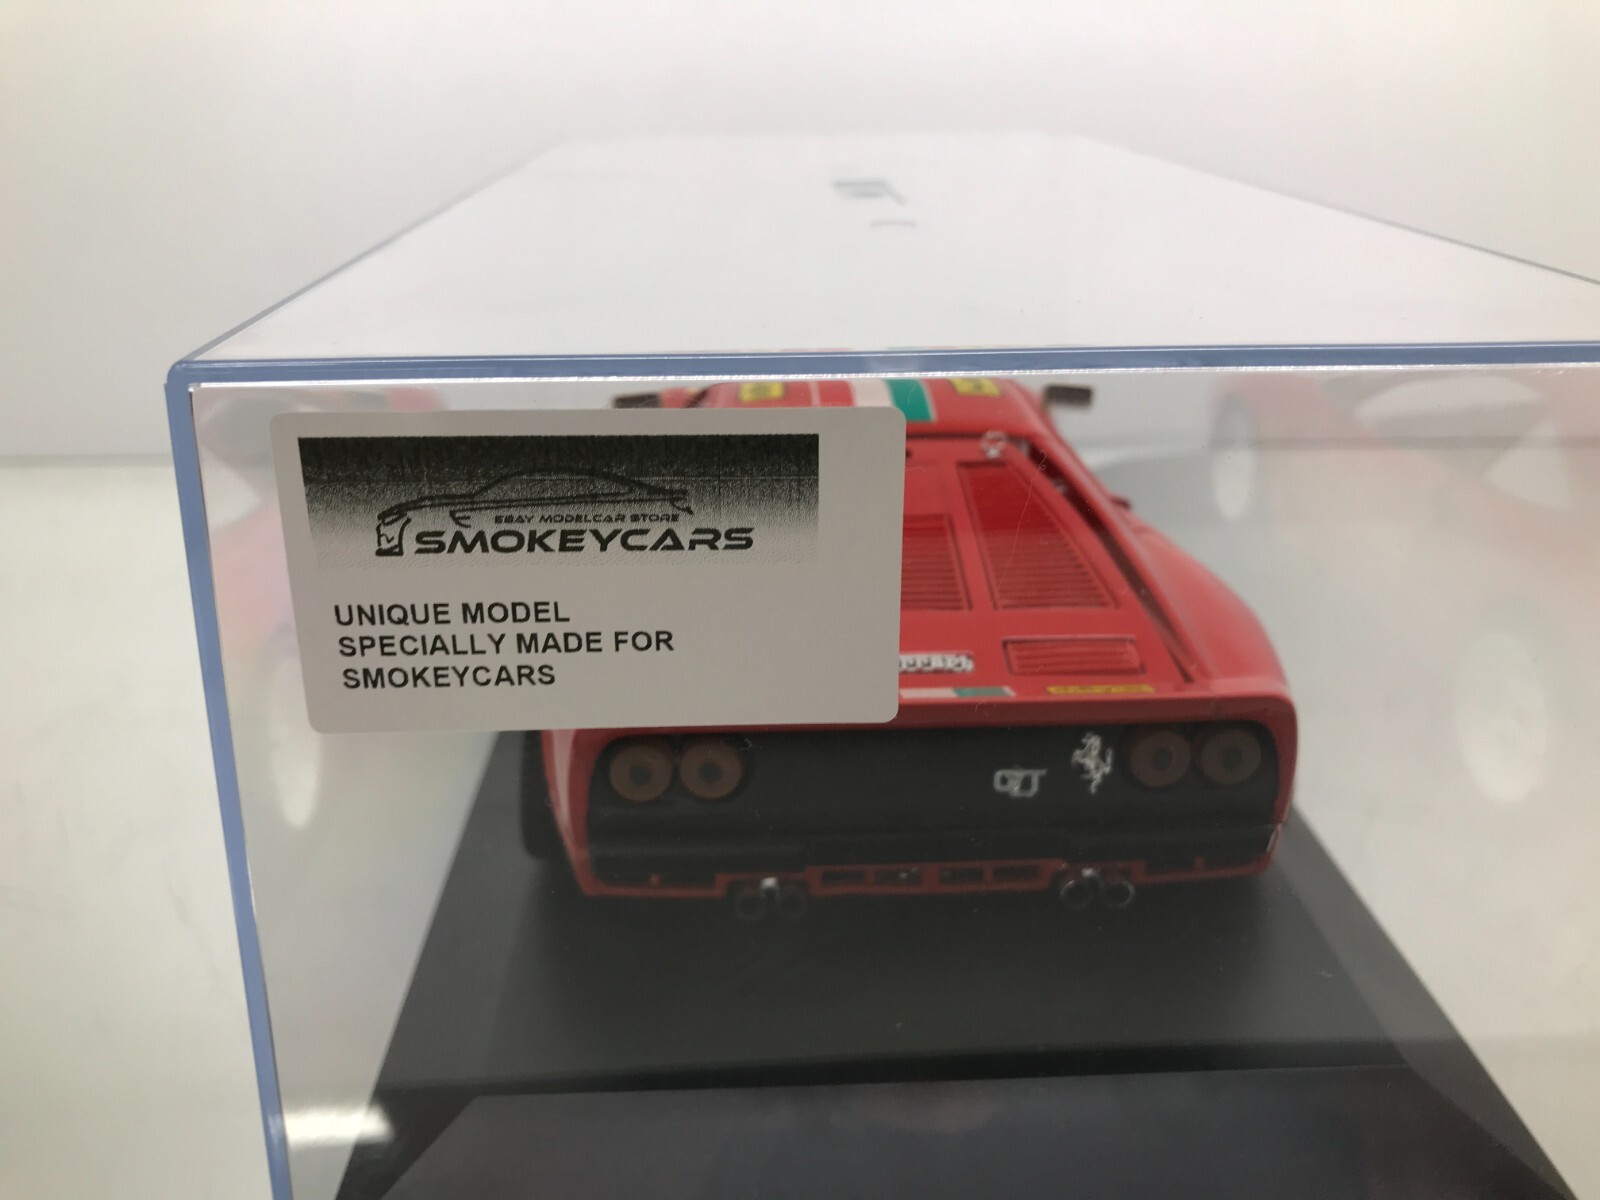 EBAY MODELCAR STORE
SMOKEYCARS
UNIQUE MODEL
SPECIALLY MADE FOR
SMOKEYCARS
GT